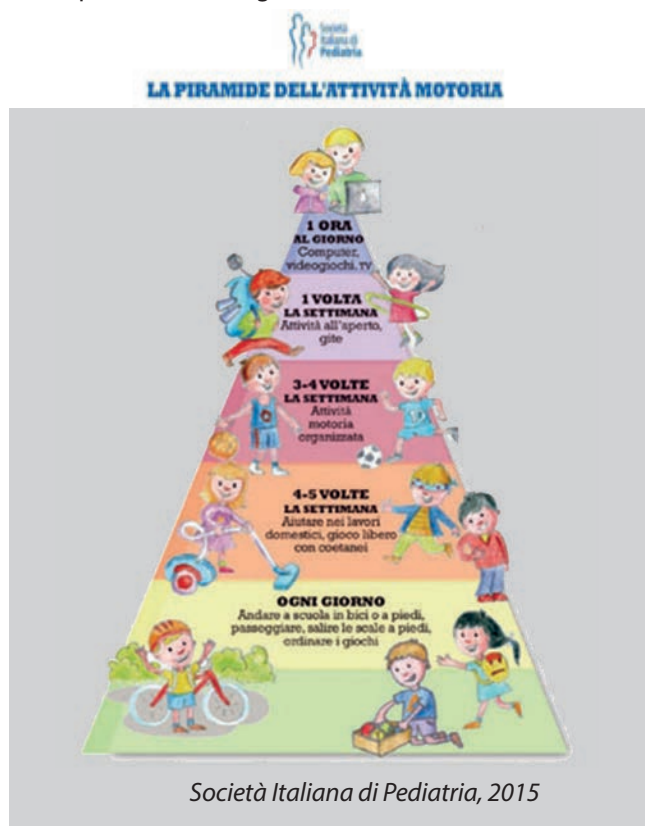 Società
Italiana di
Pediatria
LA PIRAMIDE DELL'ATTIVITÀ MOTORIA
1 ORA
AL GIORNO
Computer,
videogiochi, TV
1 VOLTA
LA SETTIMANA
Attività all'aperto,
gite
3-4 VOLTE
LA SETTIMANA
Attività
motoria
organizzata
4-5 VOLTE
LA SETTIMANA
Aiutare nei lavori
domestici, gioco libero
con coetanei
OGNI GIORNO
Andare a scuola in bici o a piedi,
passeggiare, salire le scale a piedi,
ordinare i giochi
Società Italiana di Pediatria, 2015